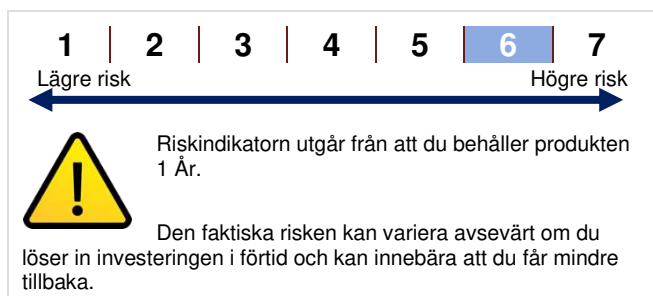 1 2 3 4 5 6 7
Lägre risk Högre risk
Riskindikatorn utgår från att du behåller produkten
1 År.
Den faktiska risken kan variera avsevärt om du
löser in investeringen i förtid och kan innebära att du får mindre
tillbaka.